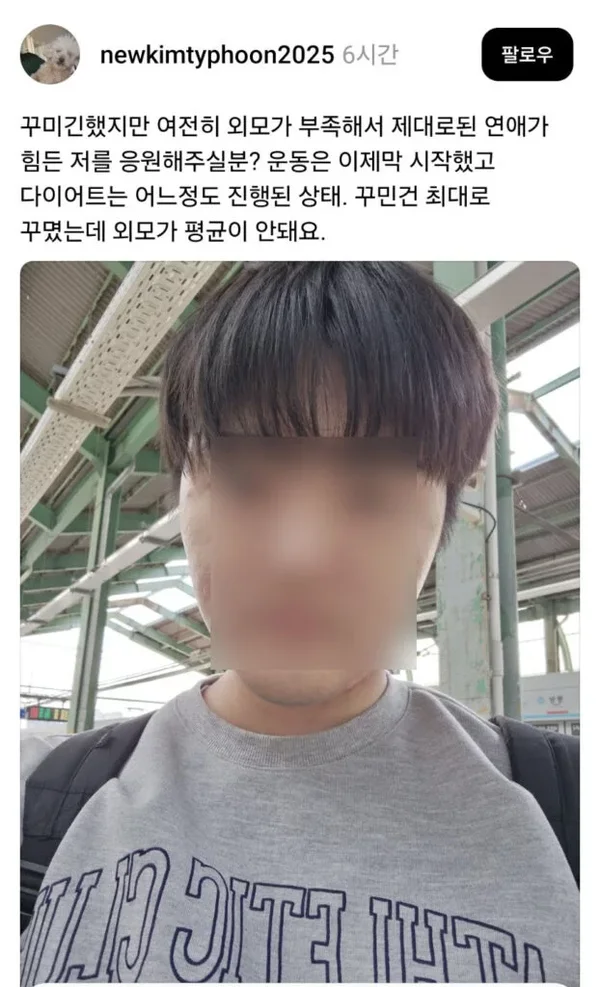 newkimtyphoon2025 6시간
팔로우
꾸미긴했지만 여전히 외모가 부족해서 제대로된 연애가
힘든 저를 응원해주실분? 운동은 이제막 시작했고
다이어트는 어느정도 진행된 상태. 꾸민건 최대로
꾸몄는데 외모가 평균이 안돼요.
THLETIC CLU